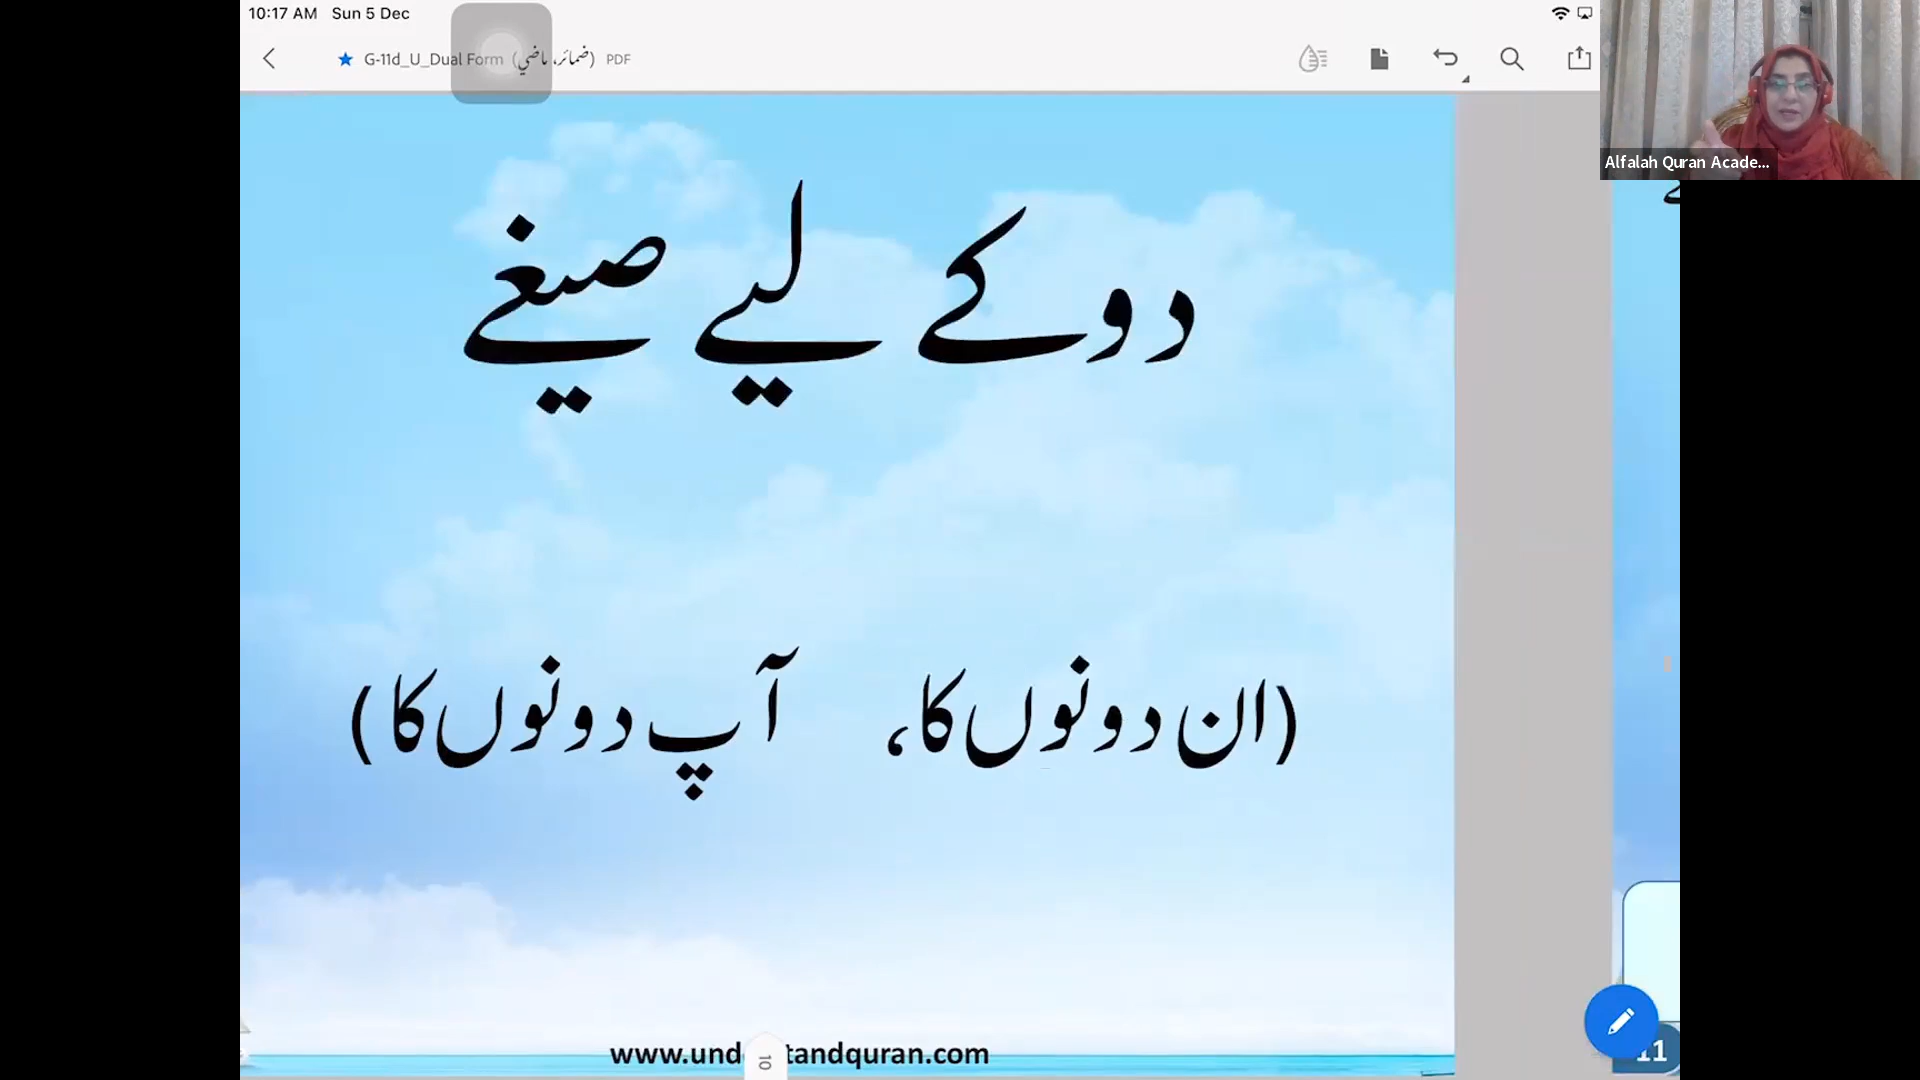 10:17 AM Sun 5 Dec
G-11d_U_Dual Form (ضمائر، ماضي) PDF
Alfalah Quran Acade...
دو کے لیے صیغے
(ان دونوں کا، آپ دونوں کا)
www.und tandquran.com
10
11